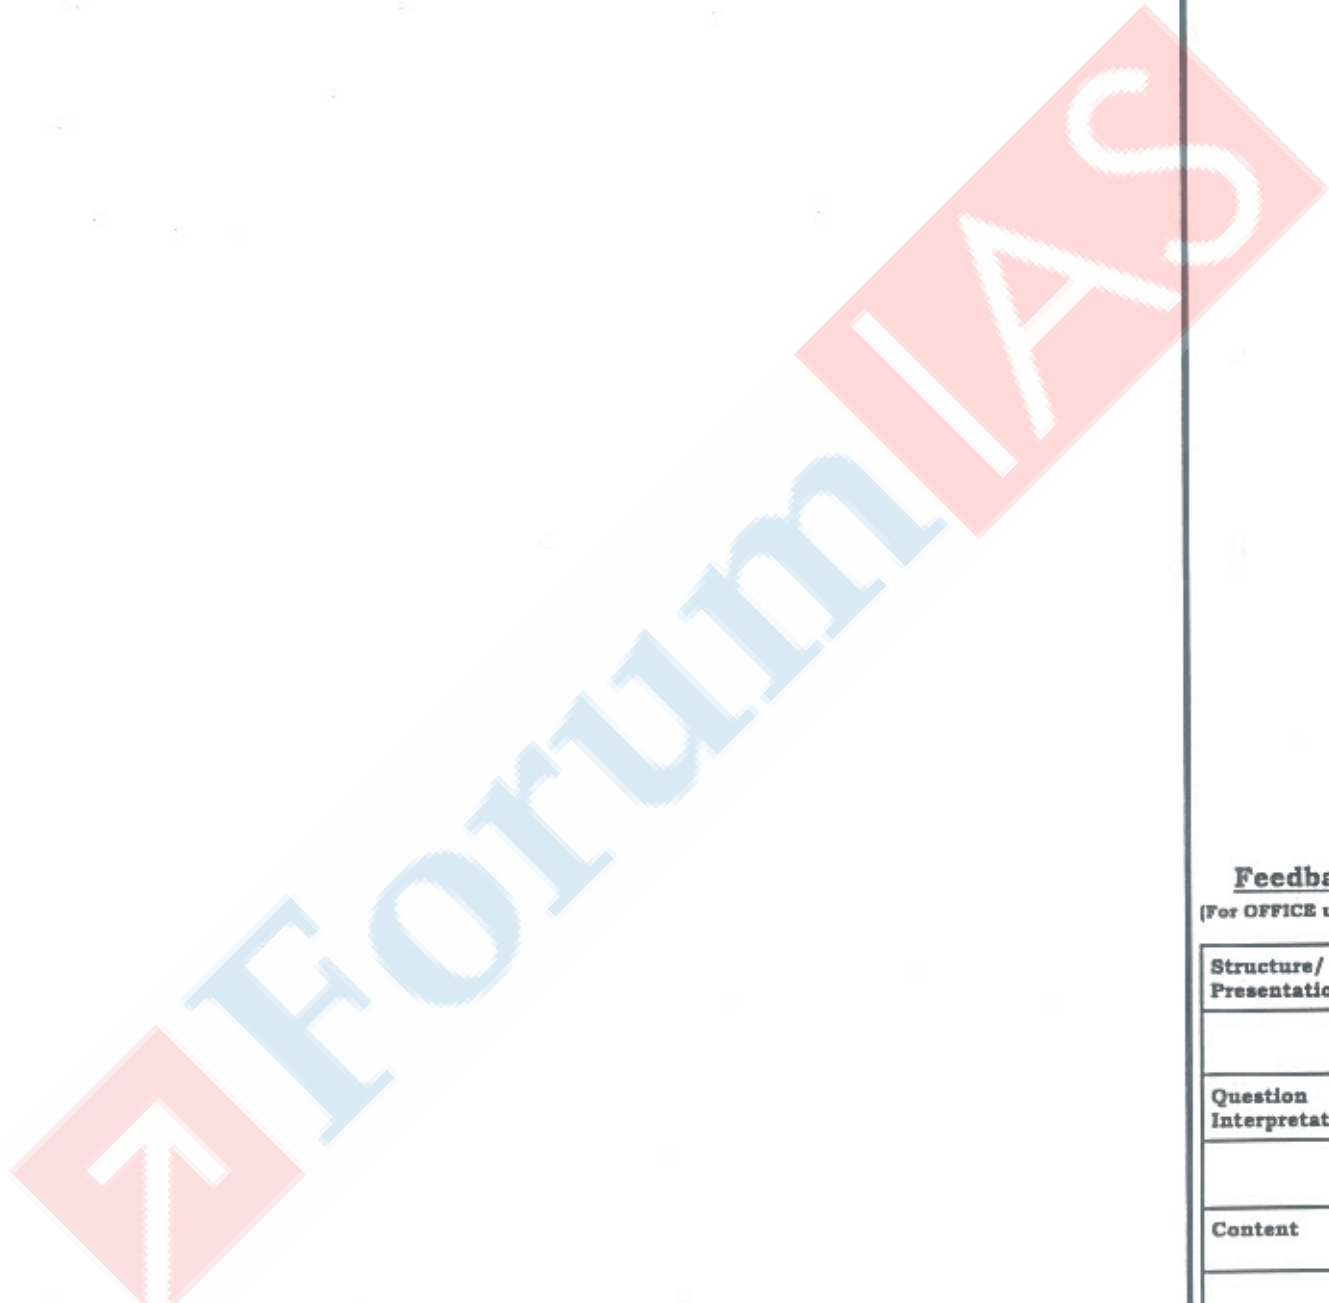 ForumIAS
Feedba
(For OFFICE u
Structure/
Presentatio
Question
Interpretat
Content